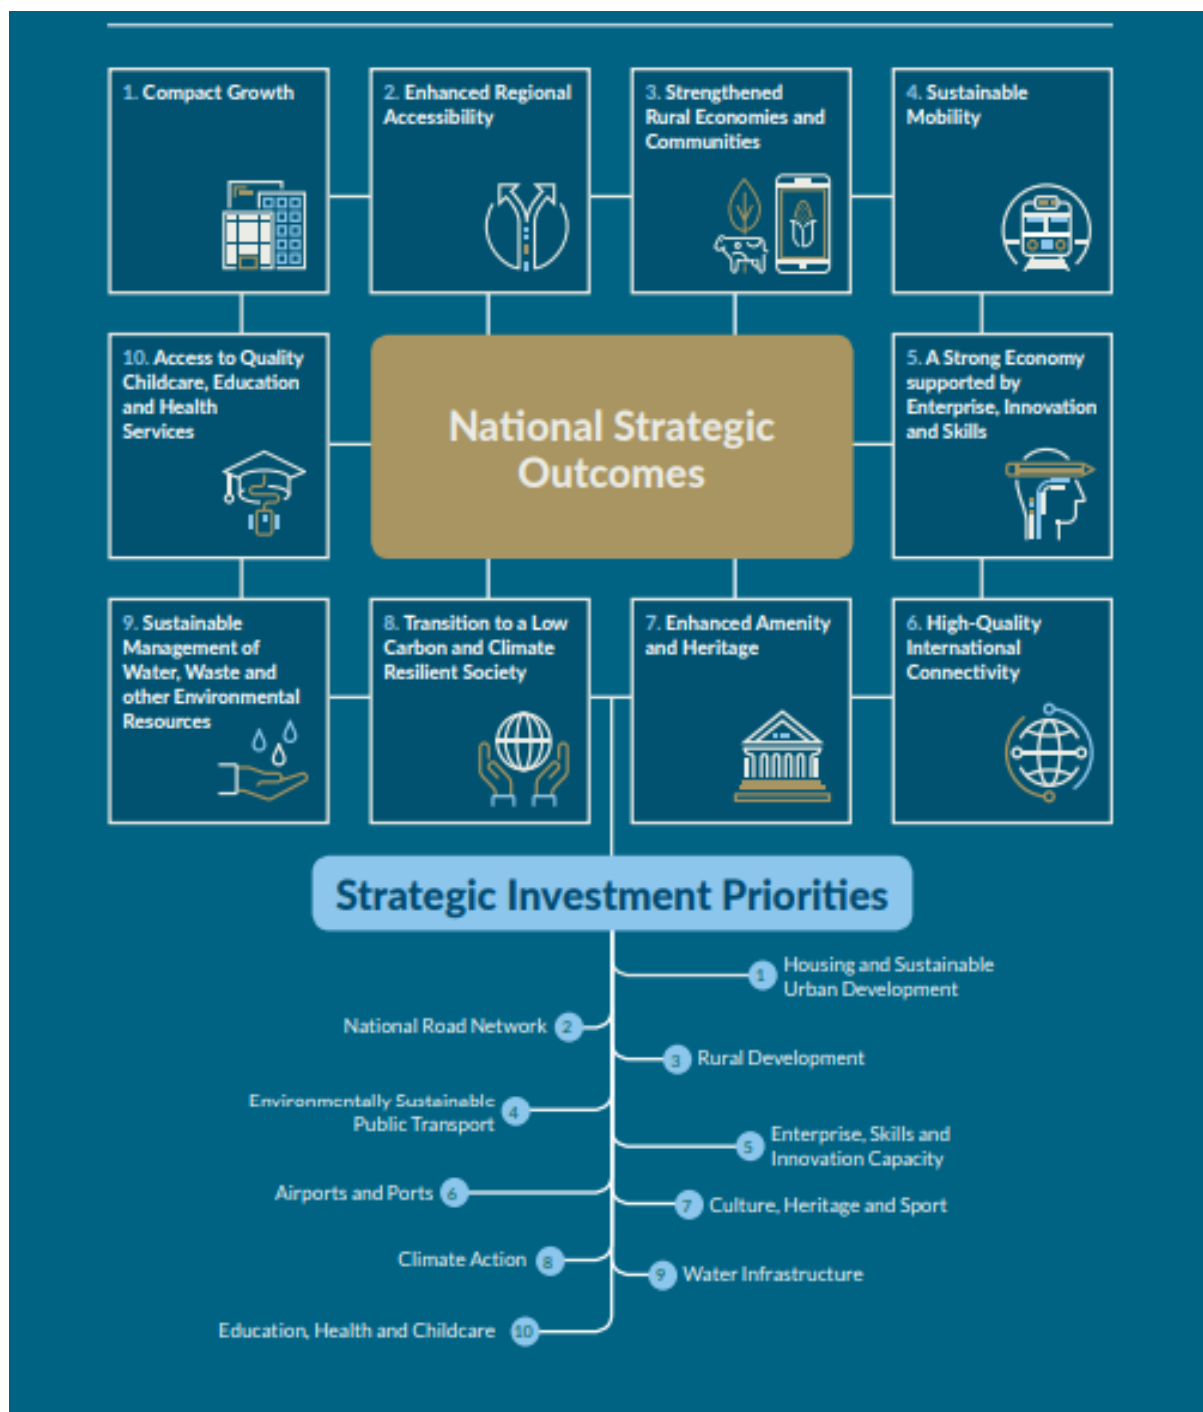 1. Compact Growth
2. Enhanced Regional
Accessibility
3. Strengthened
Rural Economies and
Communities
4. Sustainable
Mobility
10. Access to Quality
Childcare, Education
and Health
Services
National Strategic
Outcomes
5. A Strong Economy
supported by
Enterprise, Innovation
and Skills
9. Sustainable
Management of
Water, Waste and
other Environmental
Resources
8. Transition to a Low
Carbon and Climate
Resilient Society
7. Enhanced Amenity
and Heritage
6. High-Quality
International
Connectivity
Strategic Investment Priorities
1 Housing and Sustainable
Urban Development
National Road Network 2
3 Rural Development
Environmentally Sustainable
Public Transport 4
5 Enterprise, Skills and
Innovation Capacity
Airports and Ports 6
7 Culture, Heritage and Sport
Climate Action 8
9 Water Infrastructure
Education, Health and Childcare 10